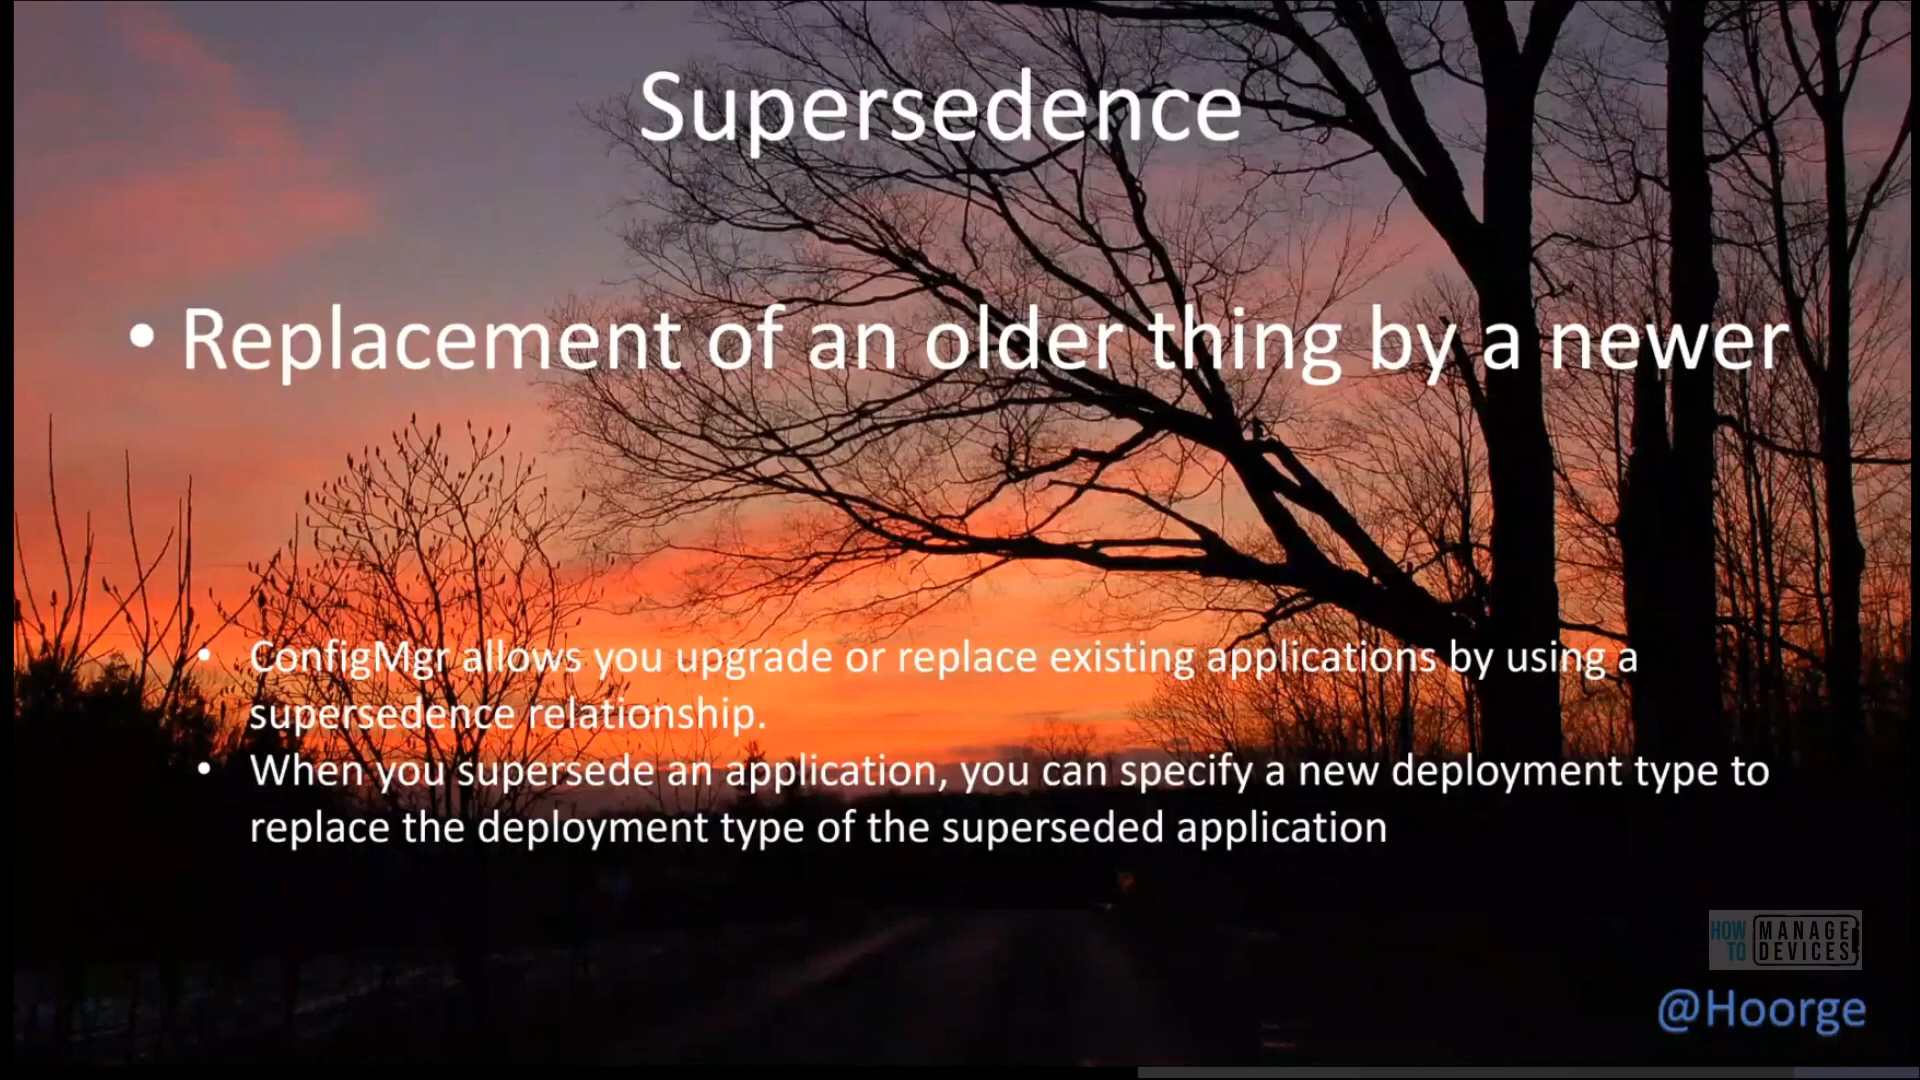 Supersedence
• Replacement of an older thing by a newer
• ConfigMgr allows you upgrade or replace existing applications by using a
supersedence relationship.
• When you supersede an application, you can specify a new deployment type to
replace the deployment type of the superseded application
HOW TO MANAGE DEVICES
@Hoorge